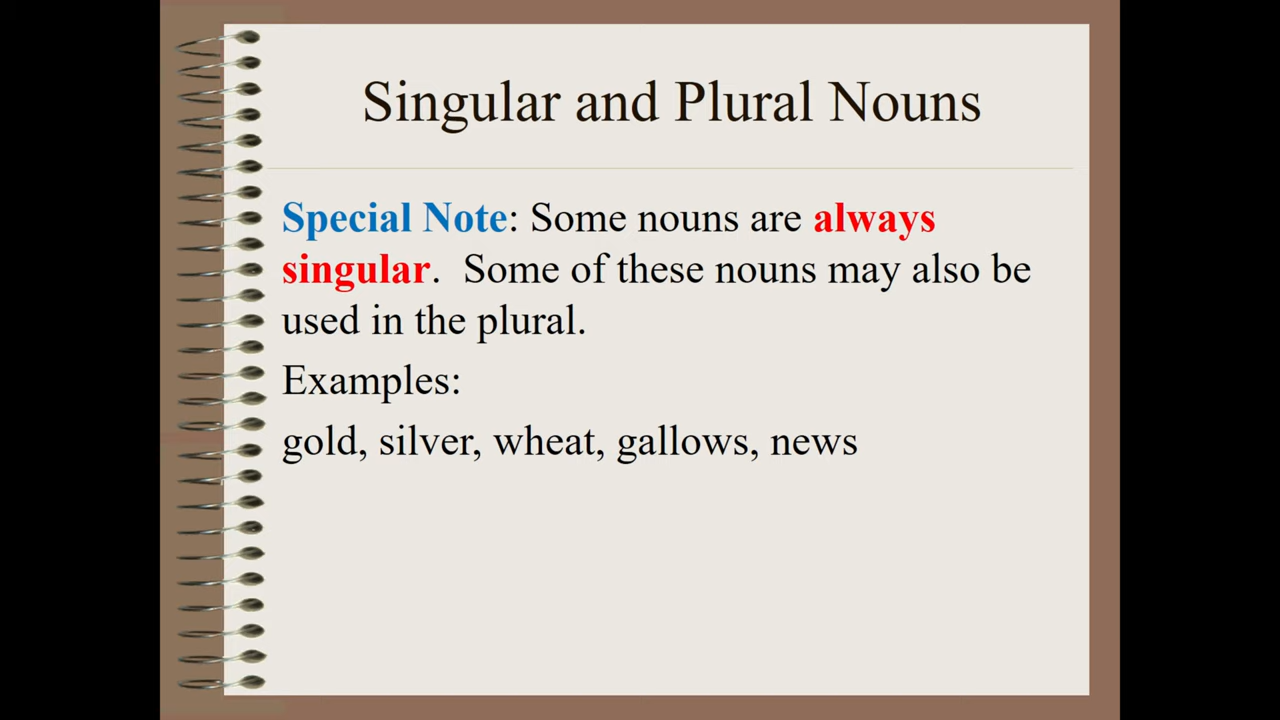 Singular and Plural Nouns
Special Note: Some nouns are always
singular.  Some of these nouns may also be
used in the plural.
Examples:
gold, silver, wheat, gallows, news